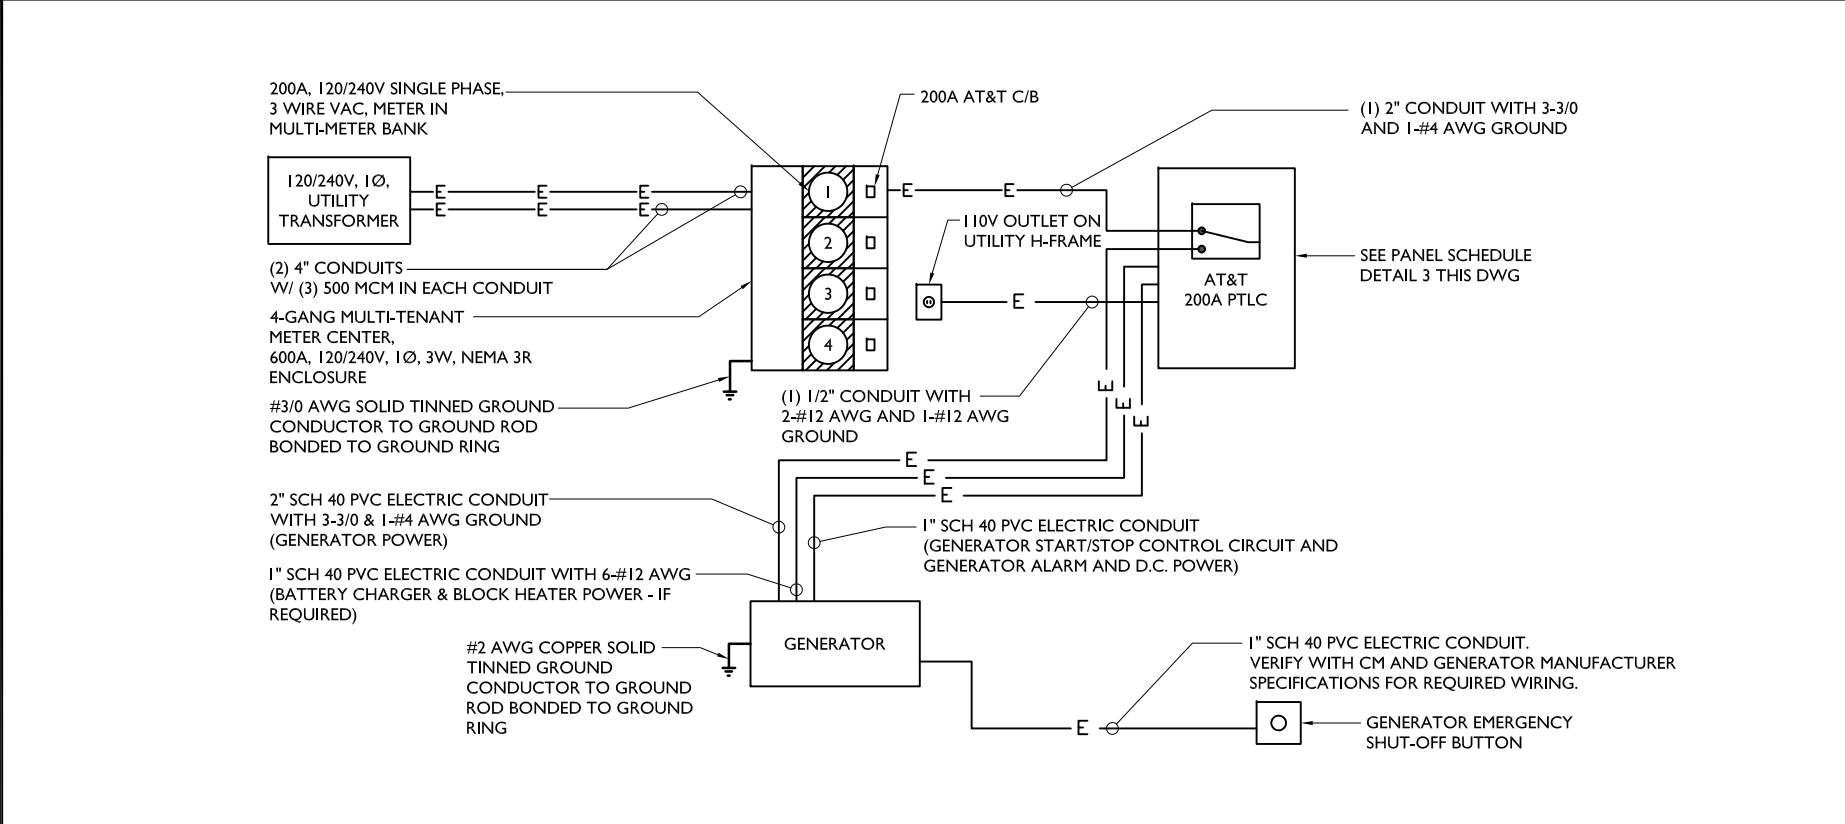 200A, 120/240V SINGLE PHASE,
3 WIRE VAC, METER IN
MULTI-METER BANK
200A AT&T C/B
(1) 2" CONDUIT WITH 3-3/0
AND 1-#4 AWG GROUND
120/240V, 1Ø,
UTILITY
TRANSFORMER
E E E
E E E
1
2
3
4
E E
110V OUTLET ON
UTILITY H-FRAME
E
AT&T
200A PTLC
SEE PANEL SCHEDULE
DETAIL 3 THIS DWG
(2) 4" CONDUITS
W/ (3) 500 MCM IN EACH CONDUIT
4-GANG MULTI-TENANT
METER CENTER,
600A, 120/240V, 1Ø, 3W, NEMA 3R
ENCLOSURE
#3/0 AWG SOLID TINNED GROUND
CONDUCTOR TO GROUND ROD
BONDED TO GROUND RING
(1) 1/2" CONDUIT WITH
2-#12 AWG AND 1-#12 AWG
GROUND
E
E
E
E
E
E
2" SCH 40 PVC ELECTRIC CONDUIT
WITH 3-3/0 & 1-#4 AWG GROUND
(GENERATOR POWER)
1" SCH 40 PVC ELECTRIC CONDUIT
(GENERATOR START/STOP CONTROL CIRCUIT AND
GENERATOR ALARM AND D.C. POWER)
1" SCH 40 PVC ELECTRIC CONDUIT WITH 6-#12 AWG
(BATTERY CHARGER & BLOCK HEATER POWER - IF
REQUIRED)
GENERATOR
#2 AWG COPPER SOLID
TINNED GROUND
CONDUCTOR TO GROUND
ROD BONDED TO GROUND
RING
1" SCH 40 PVC ELECTRIC CONDUIT.
VERIFY WITH CM AND GENERATOR MANUFACTURER
SPECIFICATIONS FOR REQUIRED WIRING.
E
GENERATOR EMERGENCY
SHUT-OFF BUTTON